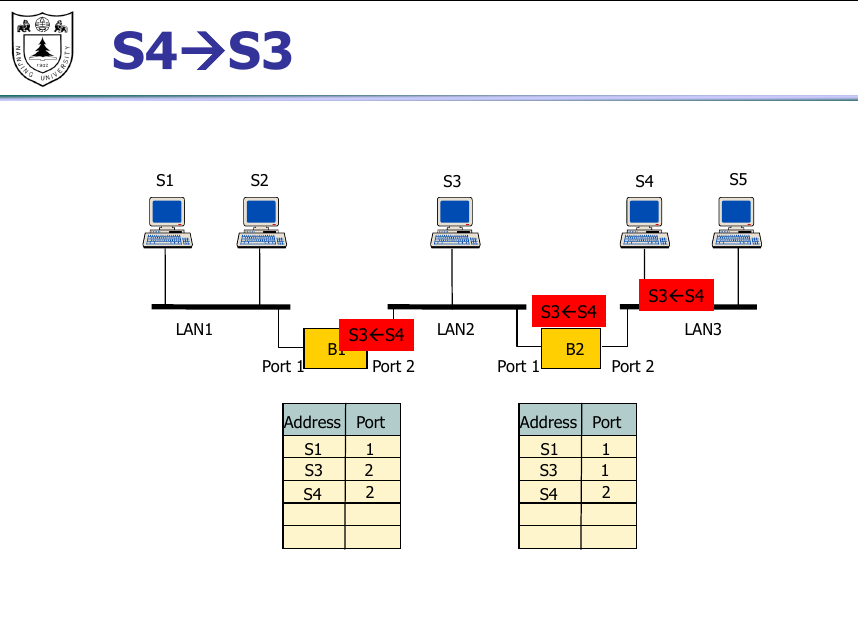 NANJING UNIVERSITY
1902
S4→S3
S1 S2 S3 S4 S5
S3←S4
S3←S4
S3←S4
LAN1 LAN2 LAN3
B1 B2
Port 1 Port 2 Port 1 Port 2
Address Port Address Port
S1 1 S1 1
S3 2 S3 1
S4 2 S4 2